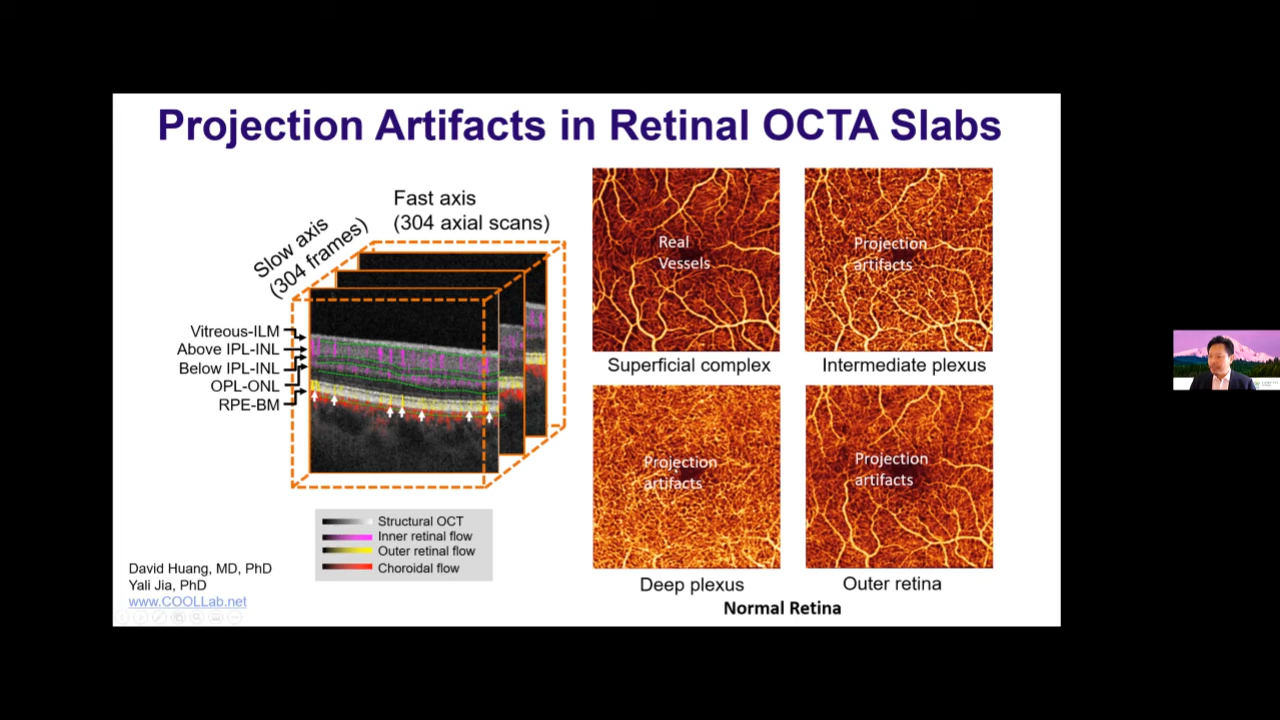 Projection Artifacts in Retinal OCTA Slabs
Fast axis
(304 axial scans)
Slow axis
(304 frames)
Vitreous-ILM
Above IPL-INL
Below IPL-INL
OPL-ONL
RPE-BM
Structural OCT
Inner retinal flow
Outer retinal flow
Choroidal flow
David Huang, MD, PhD
Yali Jia, PhD
www.COOLLab.net
Real
Vessels
Superficial complex
Projection
artifacts
Intermediate plexus
Projection
artifacts
Deep plexus
Projection
artifacts
Outer retina
Normal Retina